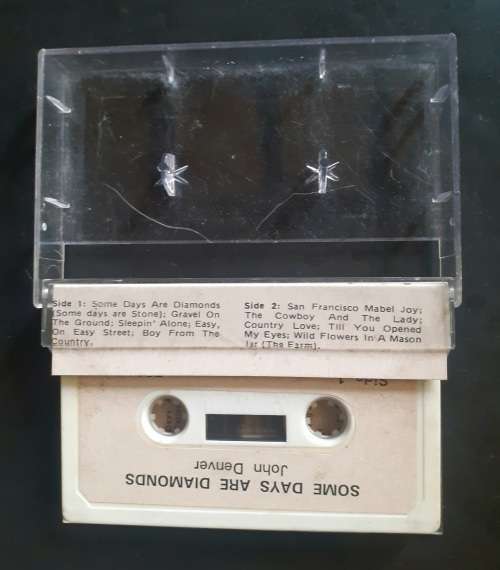 Side 1: Some Days Are Diamonds
(Some days are Stone); Gravel On
The Ground; Sleepin' Alone; Easy,
On Easy Street; Boy From The
Country.
Side 2: San Francisco Mabel Joy;
The Cowboy And The Lady;
Country Love; Till You Opened
My Eyes; Wild Flowers In A Mason
Jar (The Farm).
Side 1
SOME DAYS ARE DIAMONDS
John Denver